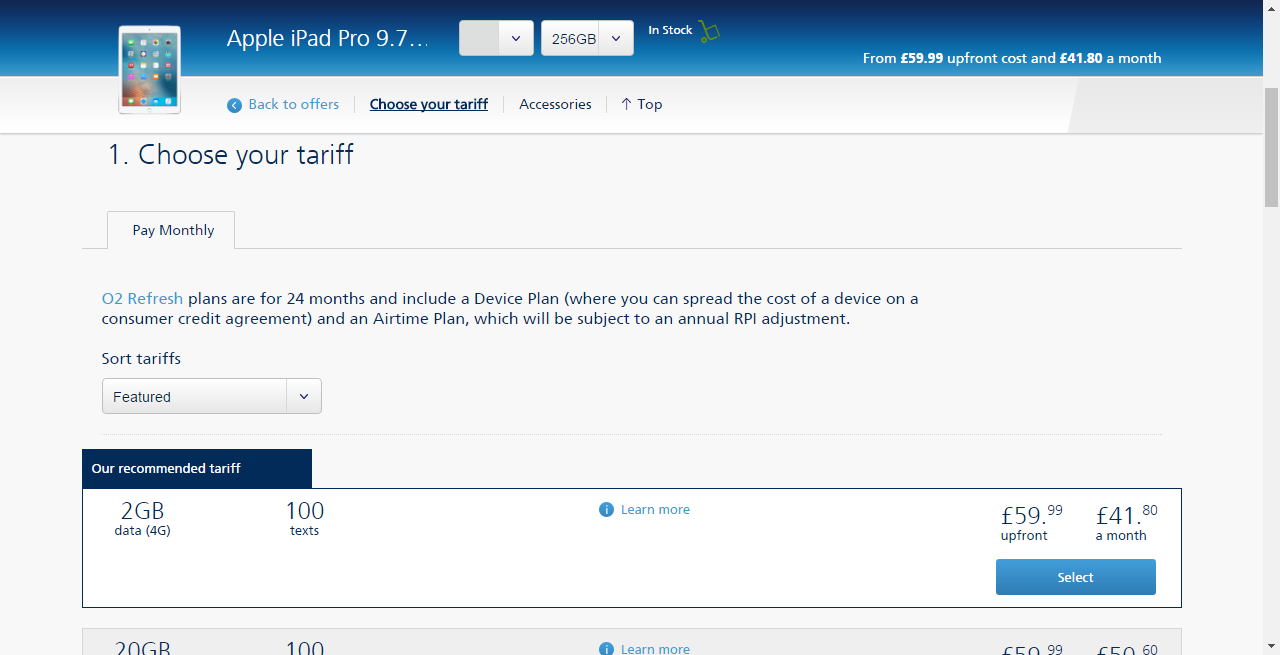 Apple iPad Pro 9.7...
256GB
In Stock
From £59.99 upfront cost and £41.80 a month
Back to offers
Choose your tariff
Accessories
↑ Top
1. Choose your tariff
Pay Monthly
O2 Refresh plans are for 24 months and include a Device Plan (where you can spread the cost of a device on a
consumer credit agreement) and an Airtime Plan, which will be subject to an annual RPI adjustment.
Sort tariffs
Featured
Our recommended tariff
2GB
data (4G)
100
texts
Learn more
£59.99
upfront
£41.80
a month
Select
20GB
100
Learn more
£59.99
£50.60